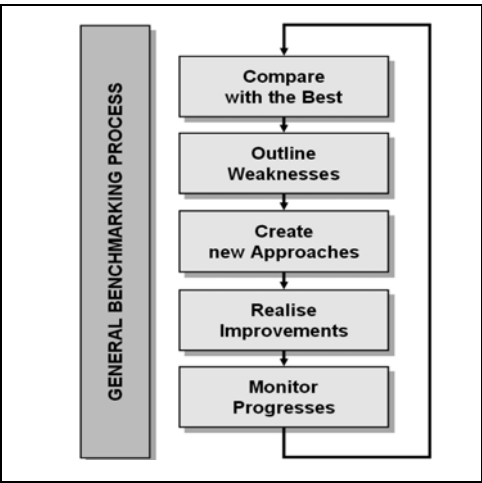 GENERAL BENCHMARKING PROCESS
Compare
with the Best
Outline
Weaknesses
Create
new Approaches
Realise
Improvements
Monitor
Progresses